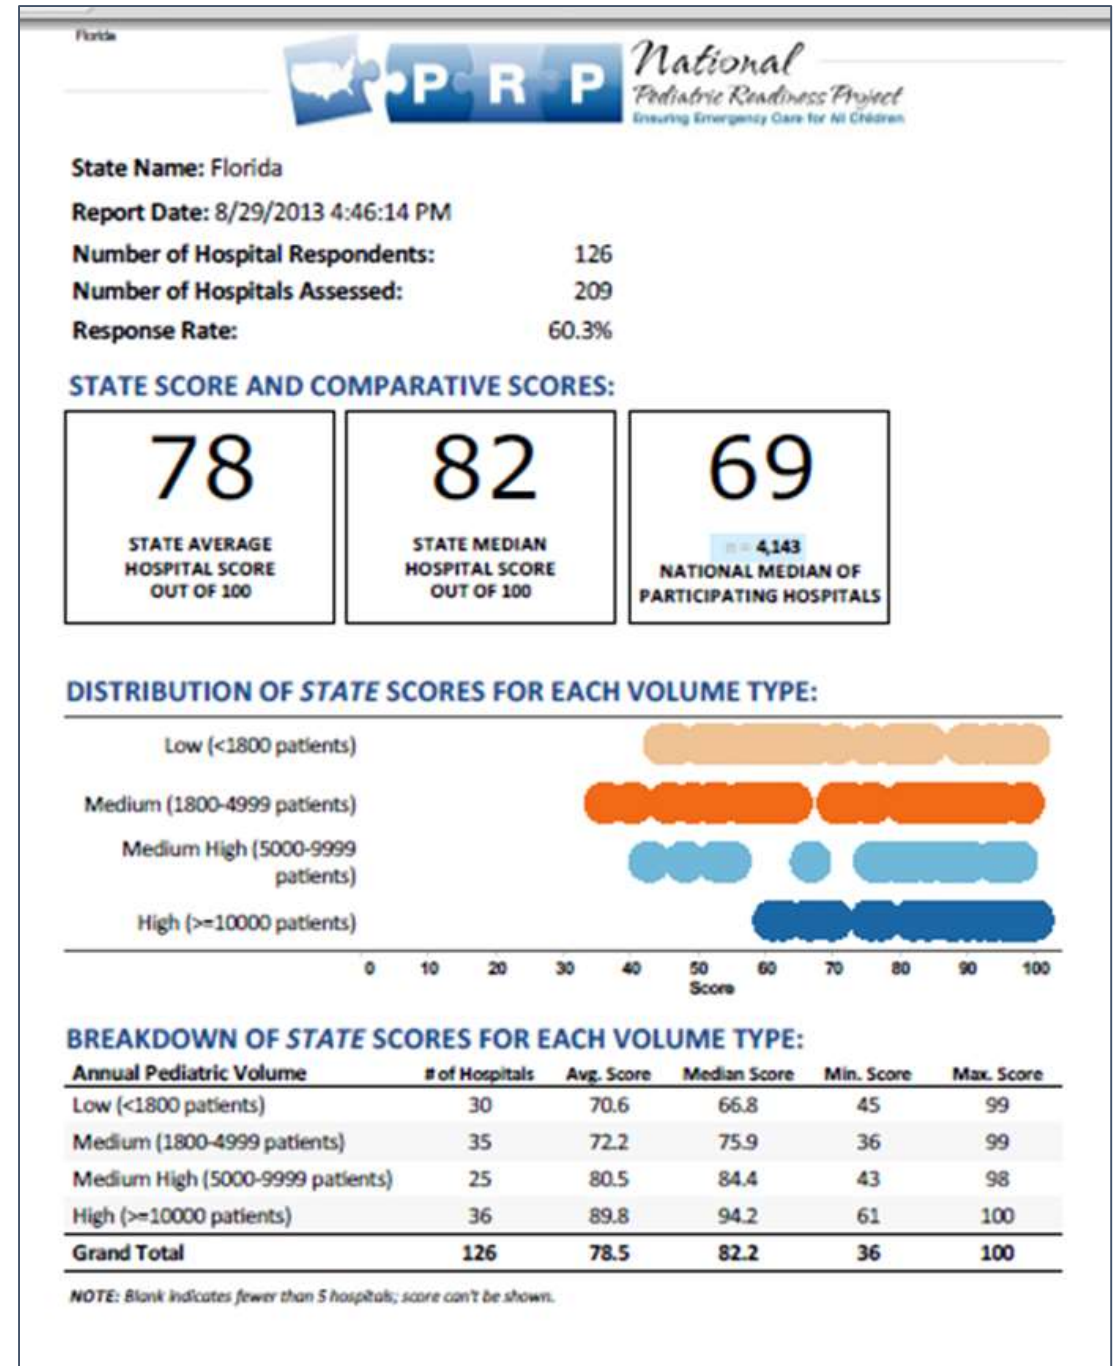 Florida
P R P
National
Pediatric Readiness Project
Ensuring Emergency Care for All Children
State Name: Florida
Report Date: 8/29/2013 4:46:14 PM
Number of Hospital Respondents: 126
Number of Hospitals Assessed: 209
Response Rate: 60.3%
STATE SCORE AND COMPARATIVE SCORES:
78
STATE AVERAGE
HOSPITAL SCORE
OUT OF 100
82
STATE MEDIAN
HOSPITAL SCORE
OUT OF 100
69
n = 4,143
NATIONAL MEDIAN OF
PARTICIPATING HOSPITALS
DISTRIBUTION OF STATE SCORES FOR EACH VOLUME TYPE:
Low (<1800 patients)
Medium (1800-4999 patients)
Medium High (5000-9999
patients)
High (>=10000 patients)
0 10 20 30 40 50 60 70 80 90 100
Score
BREAKDOWN OF STATE SCORES FOR EACH VOLUME TYPE:
Annual Pediatric Volume # of Hospitals Avg. Score Median Score Min. Score Max. Score
Low (<1800 patients) 30 70.6 66.8 45 99
Medium (1800-4999 patients) 35 72.2 75.9 36 99
Medium High (5000-9999 patients) 25 80.5 84.4 43 98
High (>=10000 patients) 36 89.8 94.2 61 100
Grand Total 126 78.5 82.2 36 100
NOTE: Blank indicates fewer than 5 hospitals; score can't be shown.